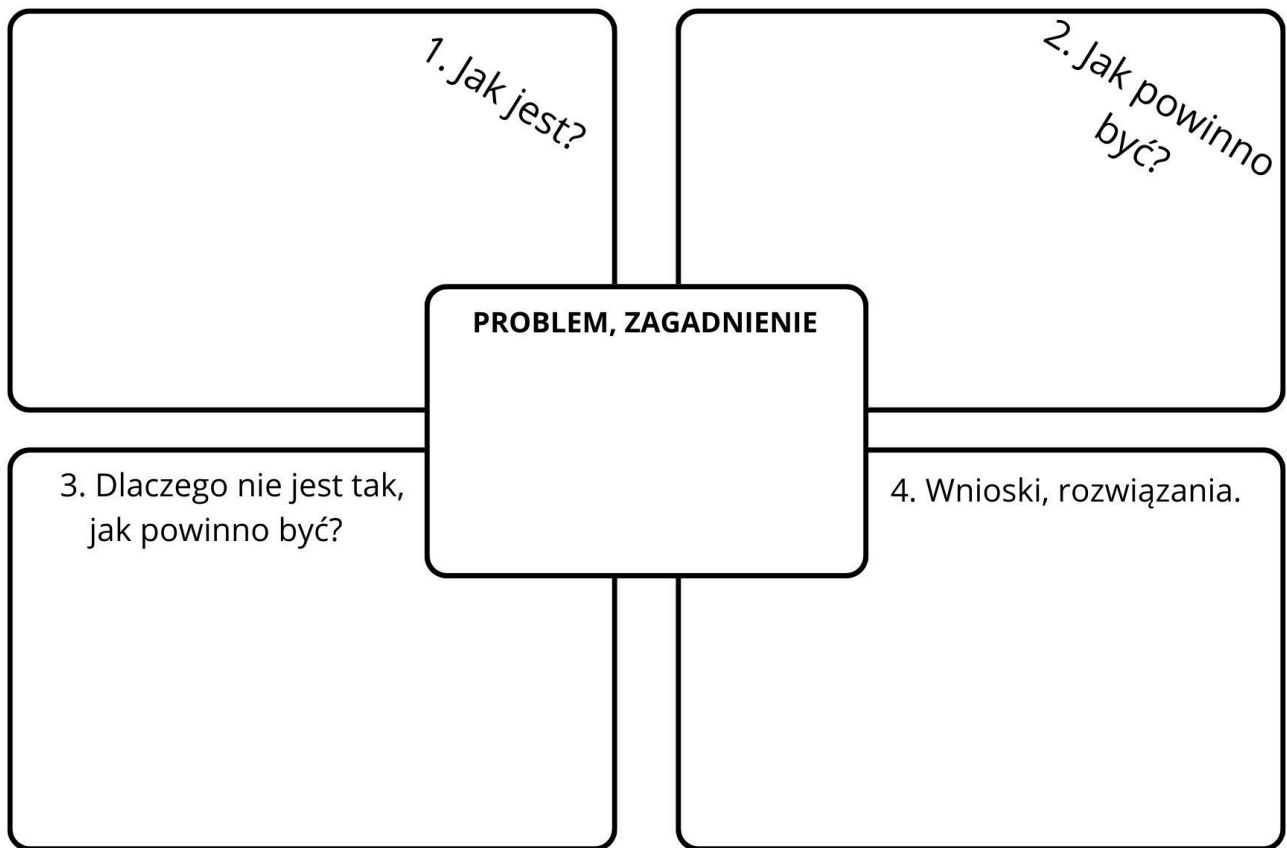 1. Jak jest?
2. Jak powinno
być?
PROBLEM, ZAGADNIENIE
3. Dlaczego nie jest tak,
jak powinno być?
4. Wnioski, rozwiązania.